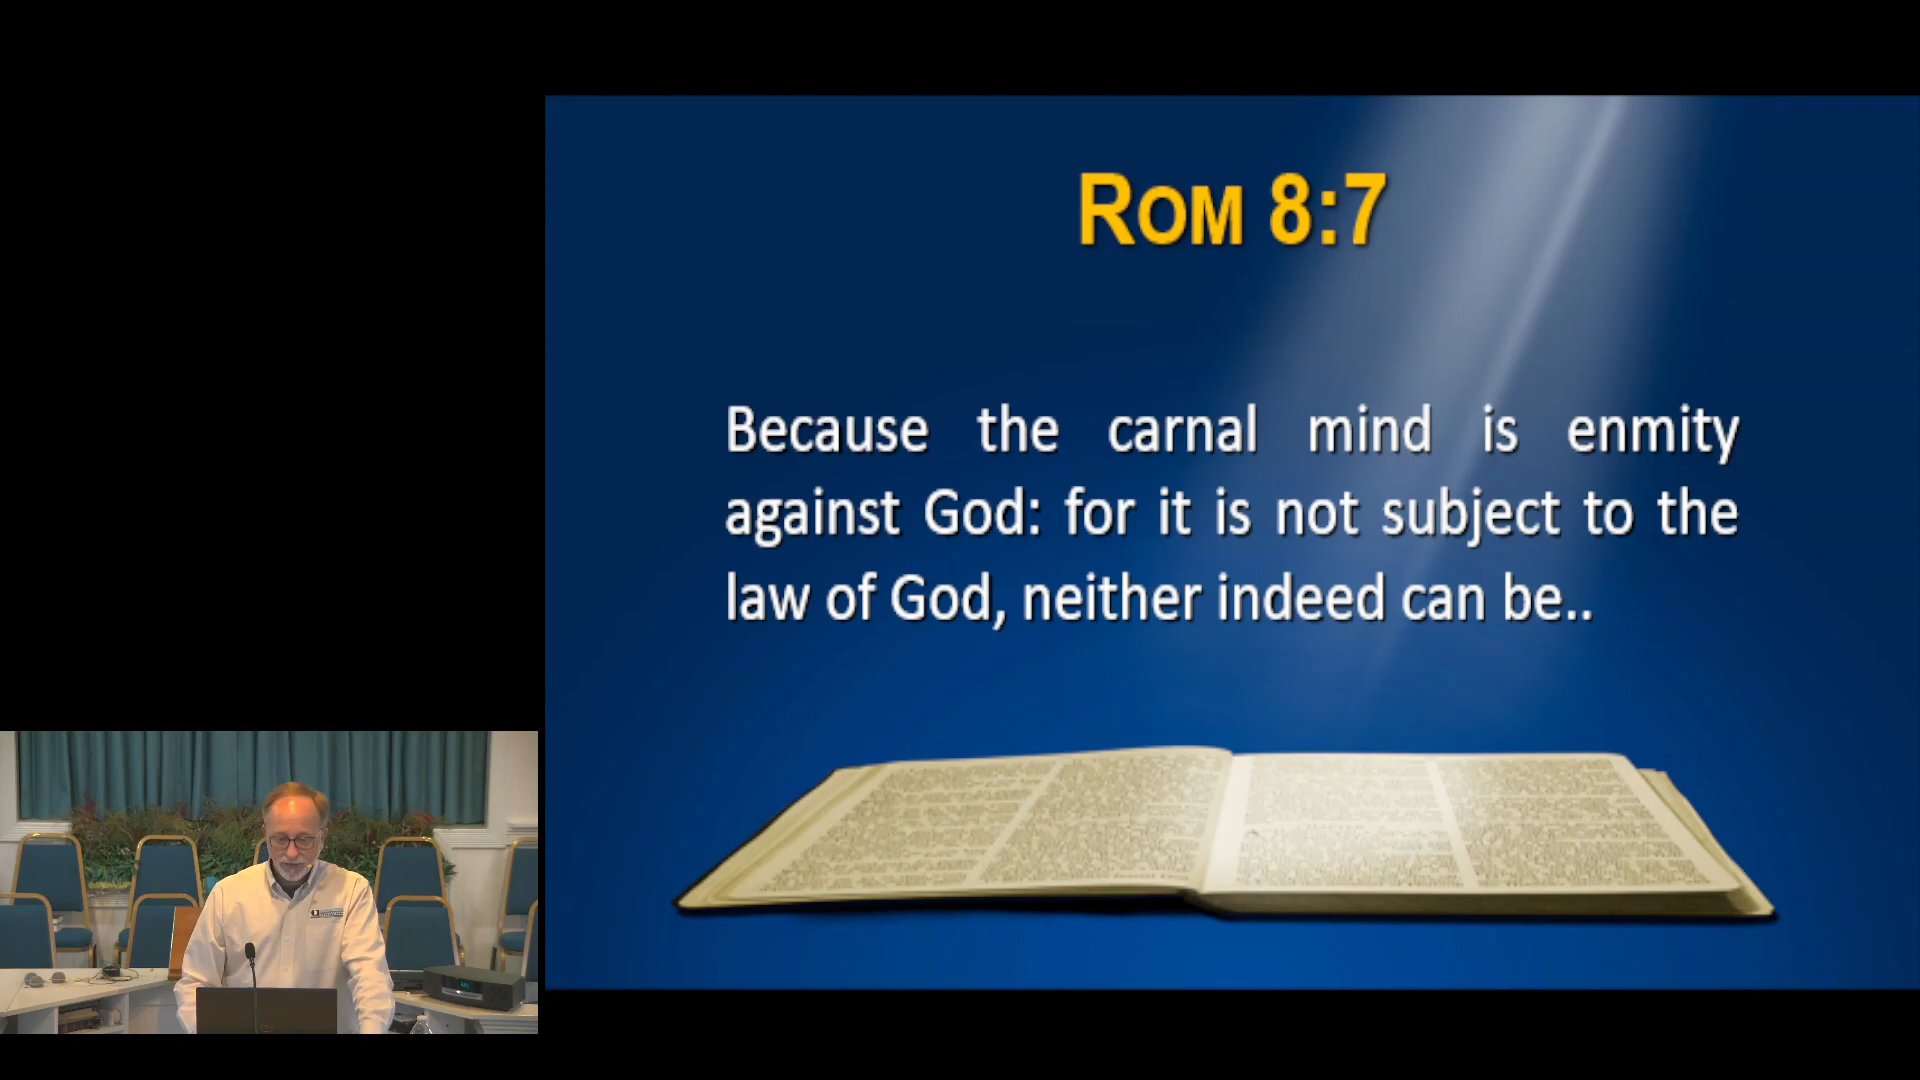 ROM 8:7
Because the carnal mind is enmity
against God: for it is not subject to the
law of God, neither indeed can be..